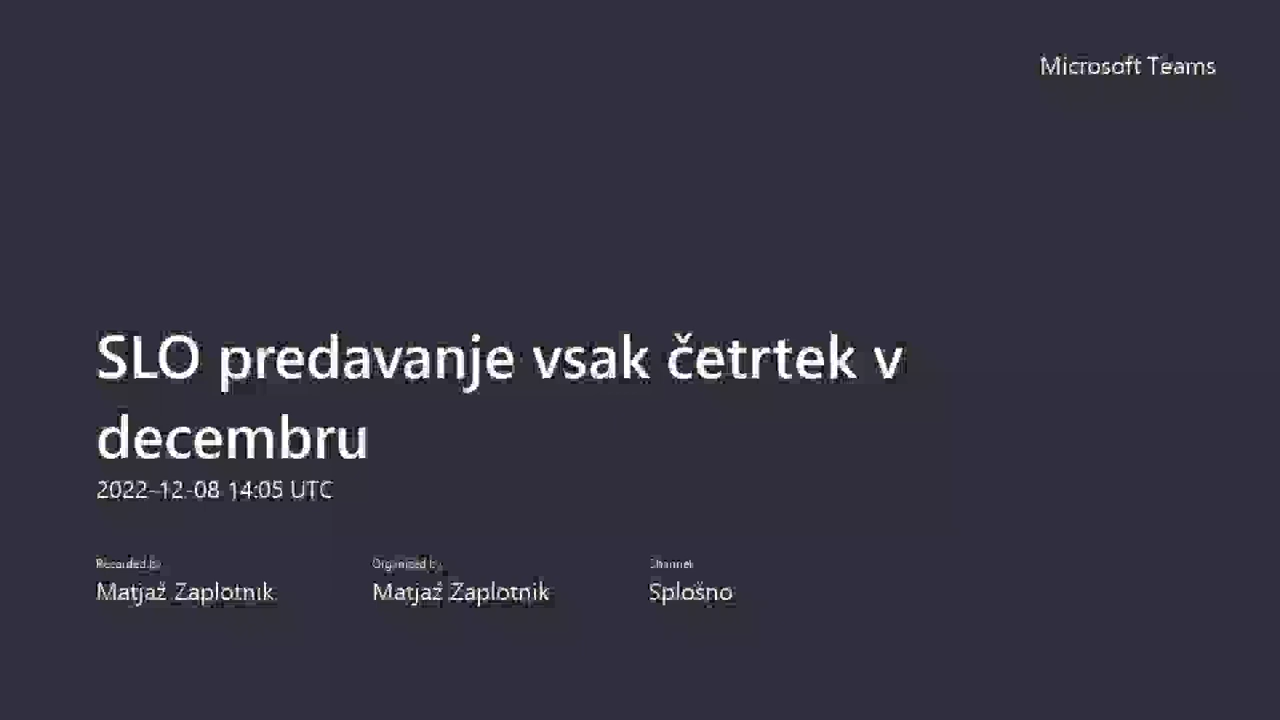 Microsoft Teams
SLO predavanje vsak četrtek v
decembru
2022-12-08 14:05 UTC
Recorded by Organized by Channel
Matjaž Zaplotnik Matjaž Zaplotnik Splošno